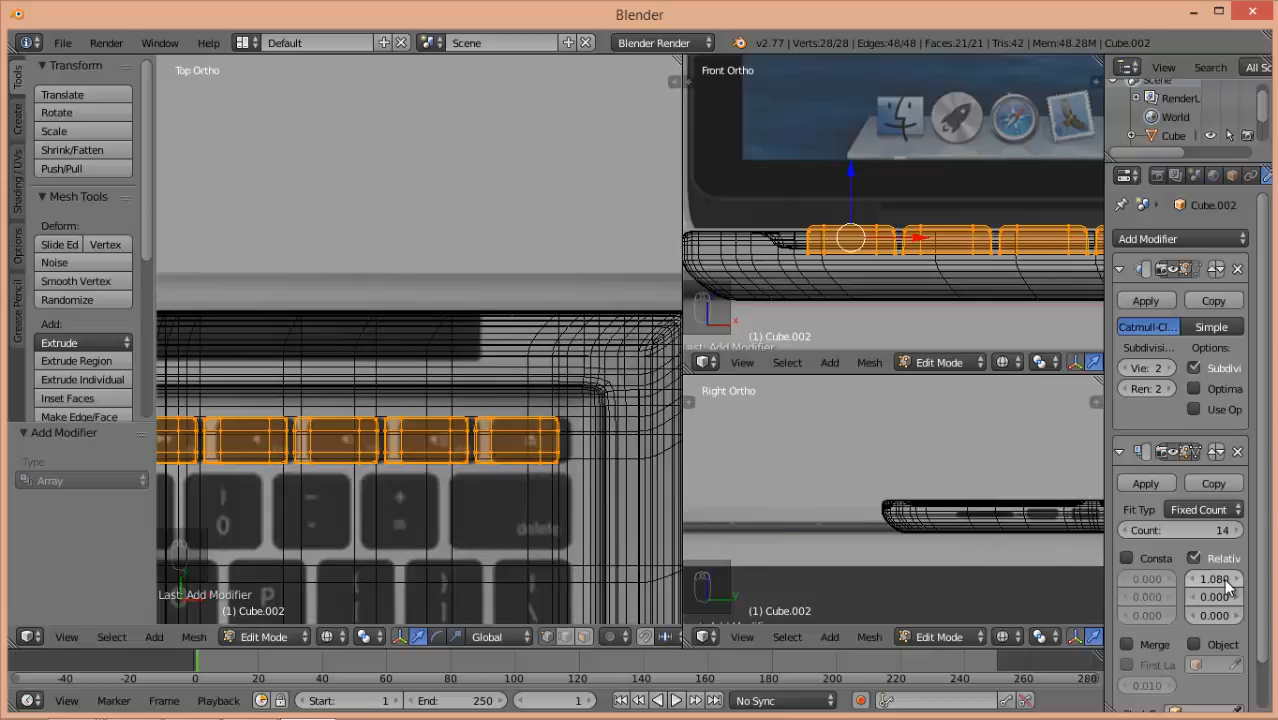 Blender
File Render Window Help Default Scene Blender Render v2.77 | Verts:28/28 | Edges:48/48 | Faces:21/21 | Tris:42 | Mem:48.28M | Cube.002
Tools
Create
Shading / UVs
Options
Grease Pencil
Transform
Translate
Rotate
Scale
Shrink/Fatten
Push/Pull
Mesh Tools
Deform:
Slide Ed Vertex
Noise
Smooth Vertex
Randomize
Add:
Extrude
Extrude Region
Extrude Individual
Inset Faces
Make Edge/Face
Add Modifier
Type
Array
Top Ortho
!
0
-
+
=
delete
P
Last: Add Modifier
(1) Cube.002
View Select Add Mesh Edit Mode Global
Front Ortho
x
(1) Cube.002
Last: Add Modifier
View Select Add Mesh Edit Mode
Right Ortho
y
(1) Cube.002
View Select Add Mesh Edit Mode
View Search All Sc
Scene
RenderL
World
Cube
Cube.002
Add Modifier
Apply Copy
Catmull-Cl... Simple
Subdivisi... Options:
Vie: 2 Subdivi
Ren: 2 Optima
Use Op
Apply Copy
Fit Typ Fixed Count
Count: 14
Consta Relativ
0.000 1.080
0.000 0.000
0.000 0.000
Merge Object
First La
0.010
-40 -20 0 20 40 60 80 100 120 140 160 180 200 220 240 260 280
View Marker Frame Playback Start: 1 End: 250 1 No Sync